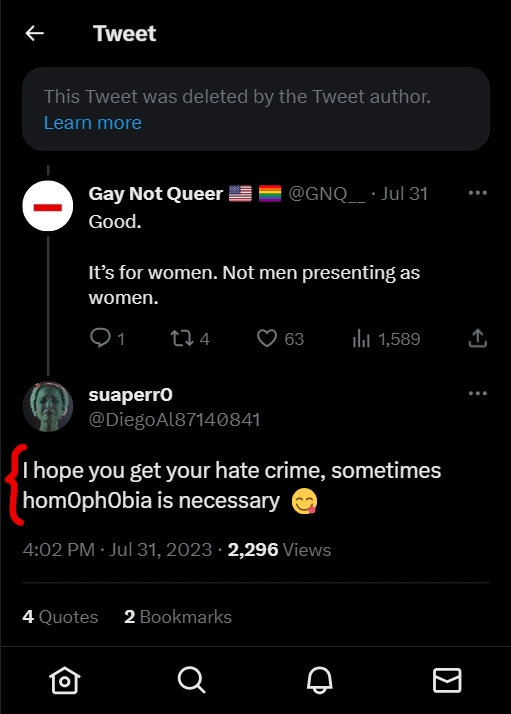 Tweet
This Tweet was deleted by the Tweet author.
Learn more
Gay Not Queer 🇺🇸 🏳️‍🌈 @GNQ__ · Jul 31
Good.
It’s for women. Not men presenting as
women.
1 4 63 1,589
suaperr0
@DiegoAl87140841
I hope you get your hate crime, sometimes
hom0ph0bia is necessary 😋
4:02 PM · Jul 31, 2023 · 2,296 Views
4 Quotes 2 Bookmarks